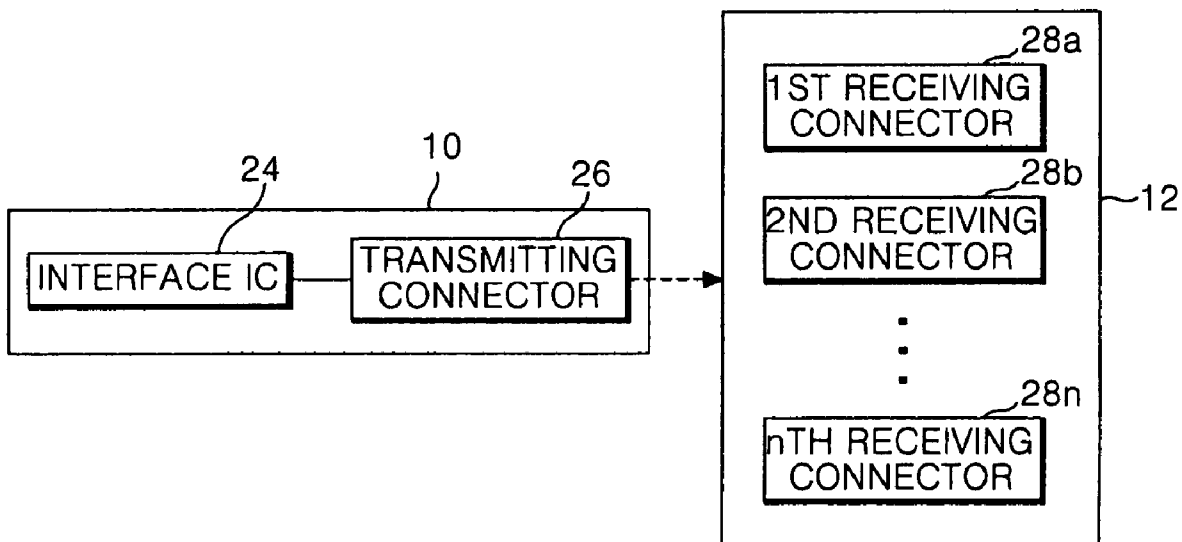 10
24
INTERFACE IC
26
TRANSMITTING
CONNECTOR
28a
1ST RECEIVING
CONNECTOR
28b
2ND RECEIVING
CONNECTOR
12
28n
nTH RECEIVING
CONNECTOR